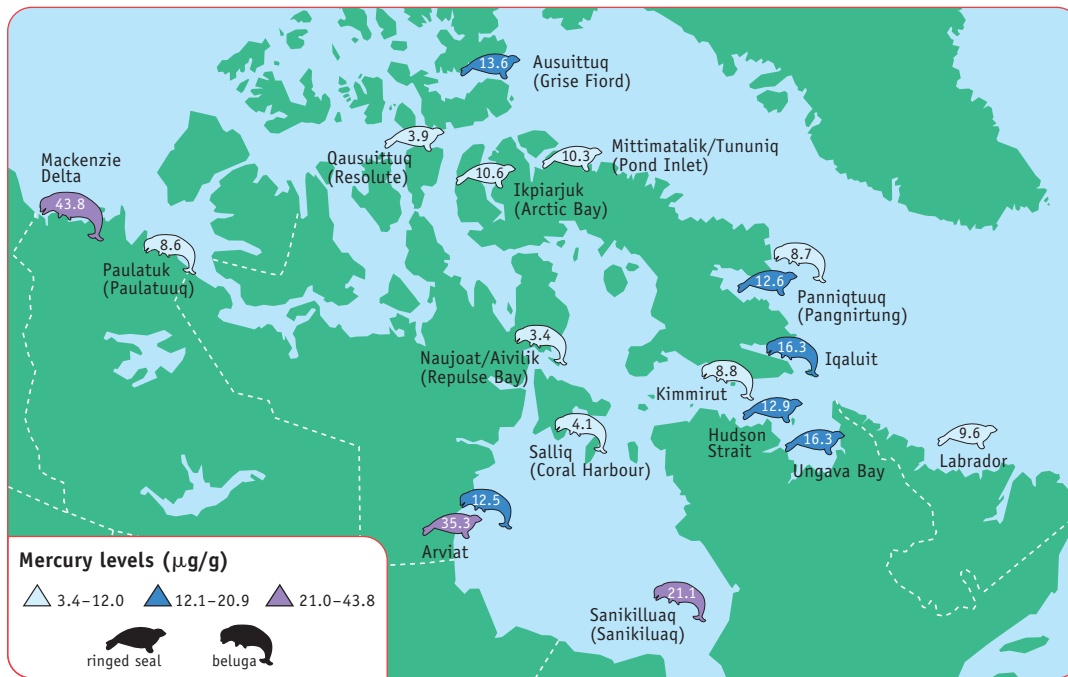 13.6
Ausuittuq
(Grise Fiord)
3.9
Qausuittuq
(Resolute)
10.3
Mittimatalik/Tununiq
(Pond Inlet)
10.6
Ikpiarjuk
(Arctic Bay)
Mackenzie
Delta
43.8
8.6
Paulatuk
(Paulatuuq)
8.7
12.6
Panniqtuuq
(Pangnirtung)
3.4
Naujoat/Aivilik
(Repulse Bay)
16.3
Iqaluit
8.8
Kimmirut
12.9
Hudson
Strait
16.3
Ungava Bay
9.6
Labrador
4.1
Salliq
(Coral Harbour)
12.5
35.3
Arviat
21.1
Sanikilluaq
(Sanikiluaq)
Mercury levels (µg/g)
3.4–12.0 12.1–20.9 21.0–43.8
ringed seal beluga